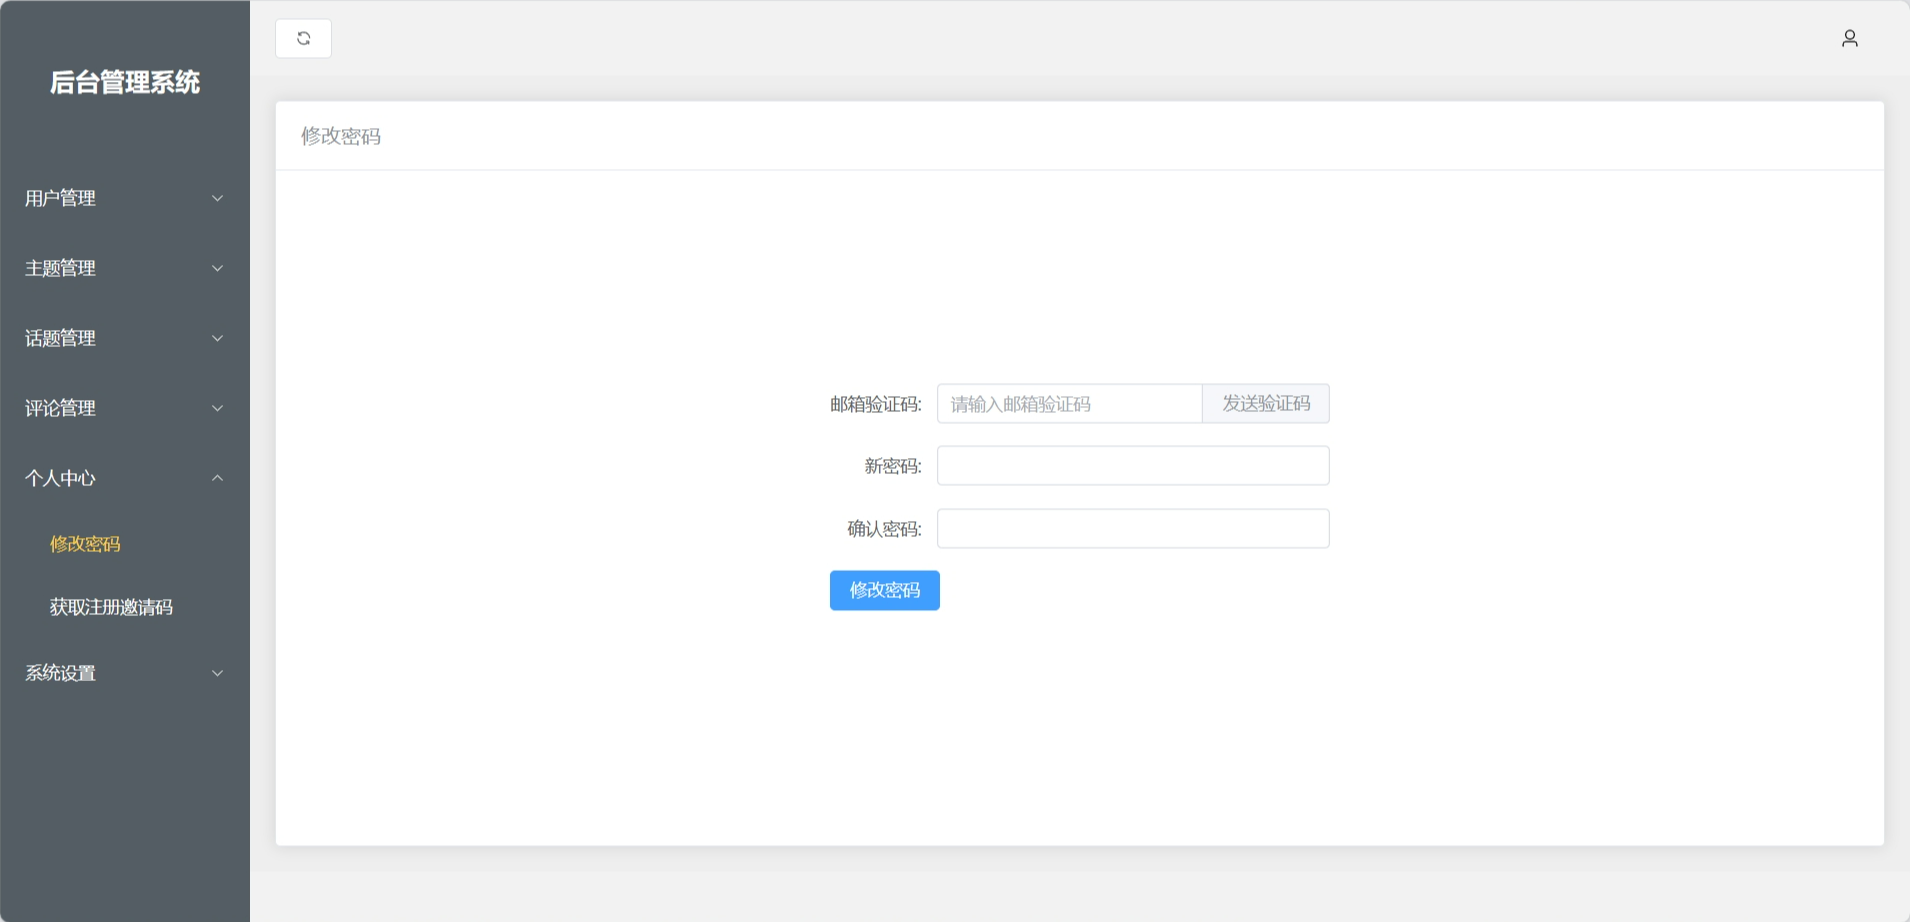 后台管理系统
用户管理
主题管理
话题管理
评论管理
个人中心
修改密码
获取注册邀请码
系统设置
修改密码
邮箱验证码: 请输入邮箱验证码 发送验证码
新密码:
确认密码:
修改密码